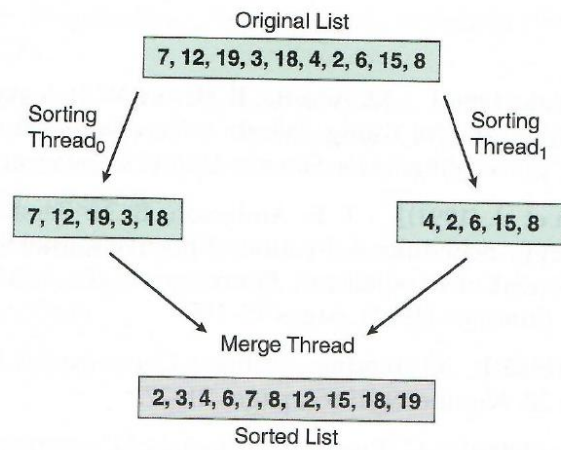 Original List
7, 12, 19, 3, 18, 4, 2, 6, 15, 8
Sorting
Thread₀
Sorting
Thread₁
7, 12, 19, 3, 18
4, 2, 6, 15, 8
Merge Thread
2, 3, 4, 6, 7, 8, 12, 15, 18, 19
Sorted List